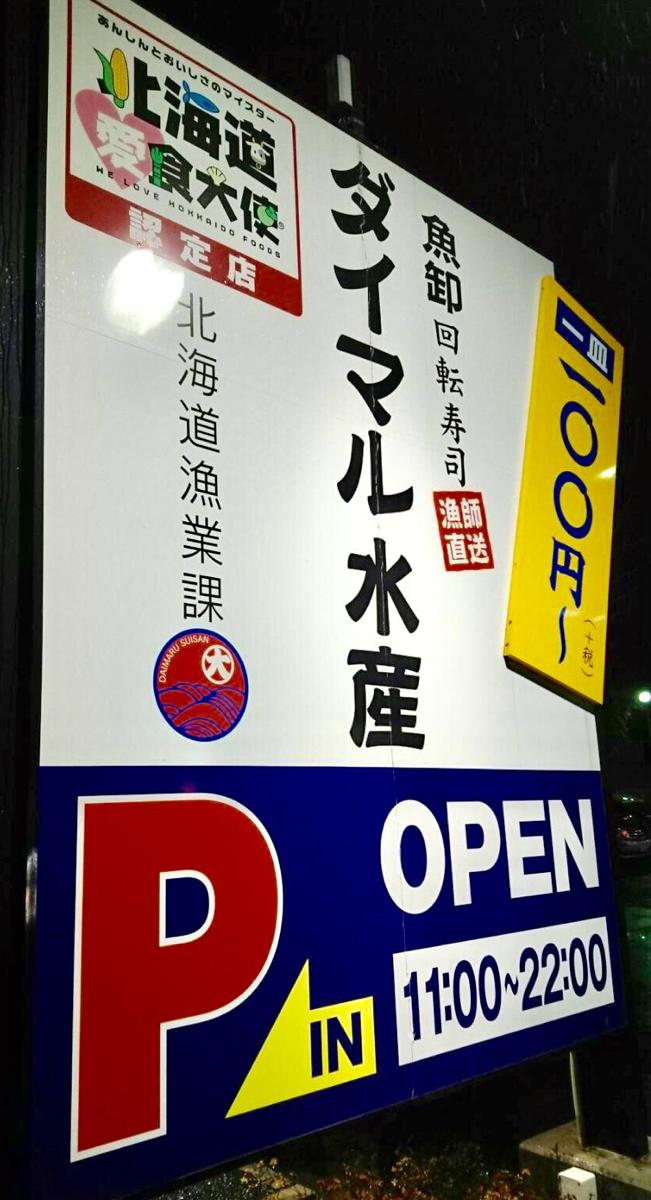 あんしんとおいしさのマイスター
北海道
愛食大使
WE LOVE HOKKAIDO FOODS
認定店
魚卸回転寿司
漁師
直送
ダイマル水産
北海道漁業課
DAIMARU SUISAN
大
一皿
一〇〇円〜
(+税)
P
IN
OPEN
11:00~22:00